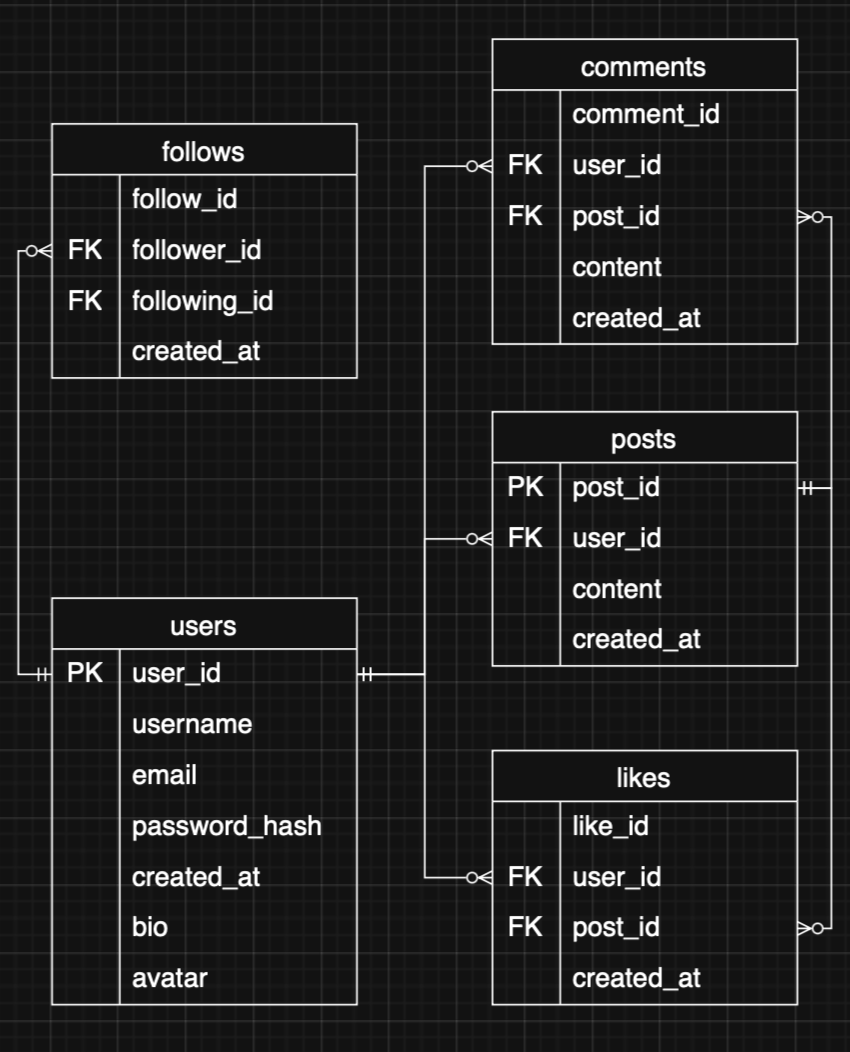 follows
follow_id
FK follower_id
FK following_id
created_at
users
PK user_id
username
email
password_hash
created_at
bio
avatar
comments
comment_id
FK user_id
FK post_id
content
created_at
posts
PK post_id
FK user_id
content
created_at
likes
like_id
FK user_id
FK post_id
created_at